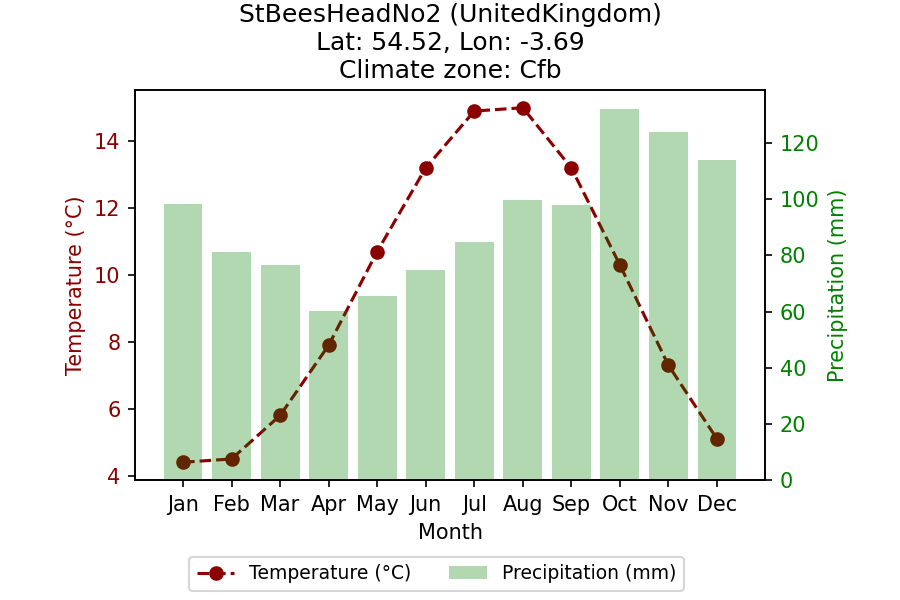 StBeesHeadNo2 (UnitedKingdom)
Lat: 54.52, Lon: -3.69
Climate zone: Cfb
14
12
10
8
6
4
Temperature (°C)
120
100
80
60
40
20
0
Precipitation (mm)
Jan Feb Mar Apr May Jun Jul Aug Sep Oct Nov Dec
Month
Temperature (°C) Precipitation (mm)